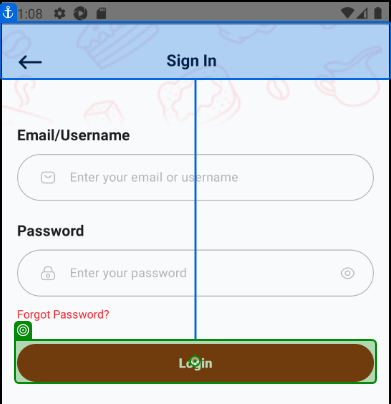 1:08
Sign In
Email/Username
Enter your email or username
Password
Enter your password
Forgot Password?
Login